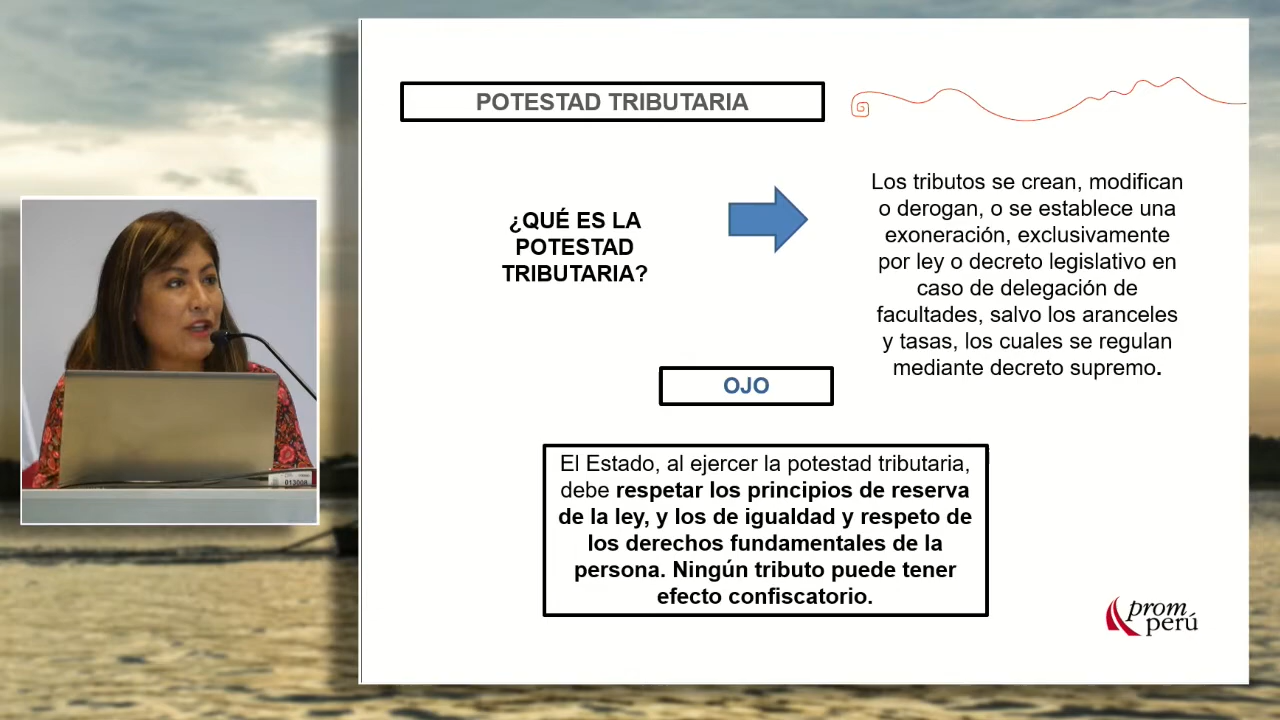 POTESTAD TRIBUTARIA
¿QUÉ ES LA
POTESTAD
TRIBUTARIA?
Los tributos se crean, modifican
o derogan, o se establece una
exoneración, exclusivamente
por ley o decreto legislativo en
caso de delegación de
facultades, salvo los aranceles
y tasas, los cuales se regulan
mediante decreto supremo.
OJO
El Estado, al ejercer la potestad tributaria,
debe respetar los principios de reserva
de la ley, y los de igualdad y respeto de
los derechos fundamentales de la
persona. Ningún tributo puede tener
efecto confiscatorio.
prom
perú